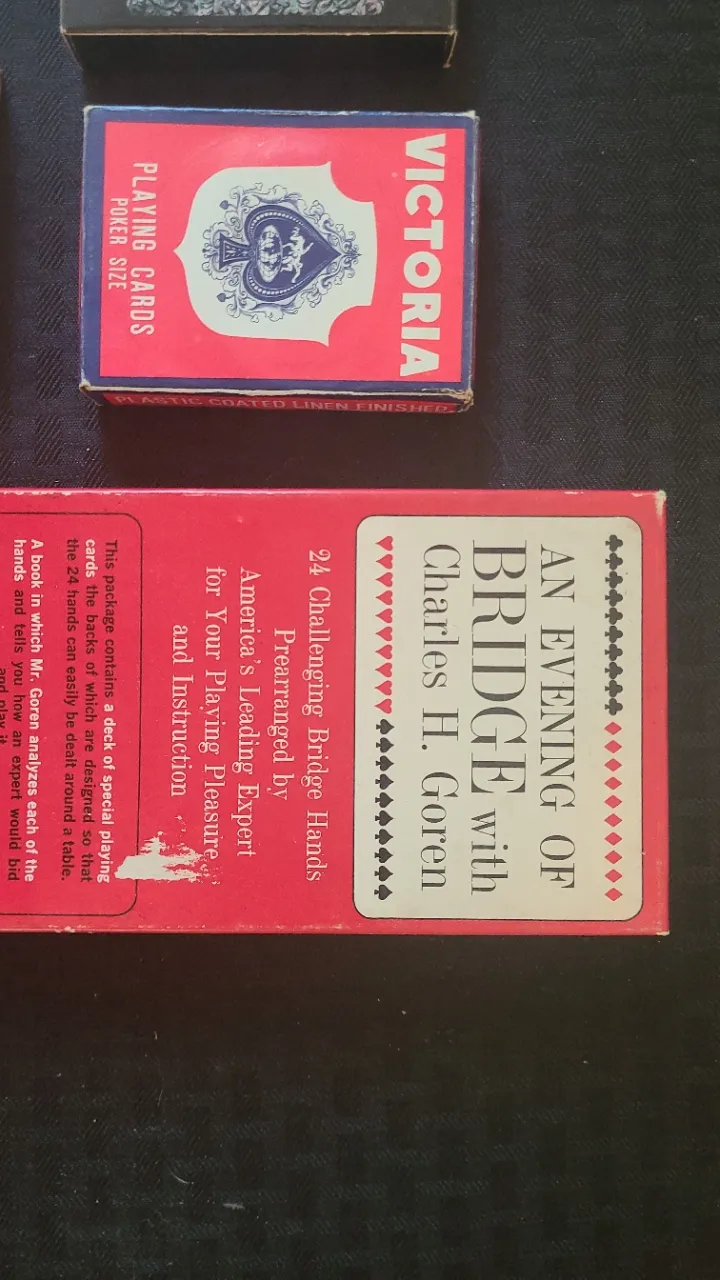 VICTORIA
PLAYING CARDS
POKER SIZE
PLASTIC COATED LINEN FINISHED
AN EVENING OF
BRIDGE with
Charles H. Goren
24 Challenging Bridge Hands
Prearranged by
America's Leading Expert
for Your Playing Pleasure
and Instruction
This package contains a deck of special playing
cards the backs of which are designed so that
the 24 hands can easily be dealt around a table.
A book in which Mr. Goren analyzes each of the
hands and tells you how an expert would bid
and play it